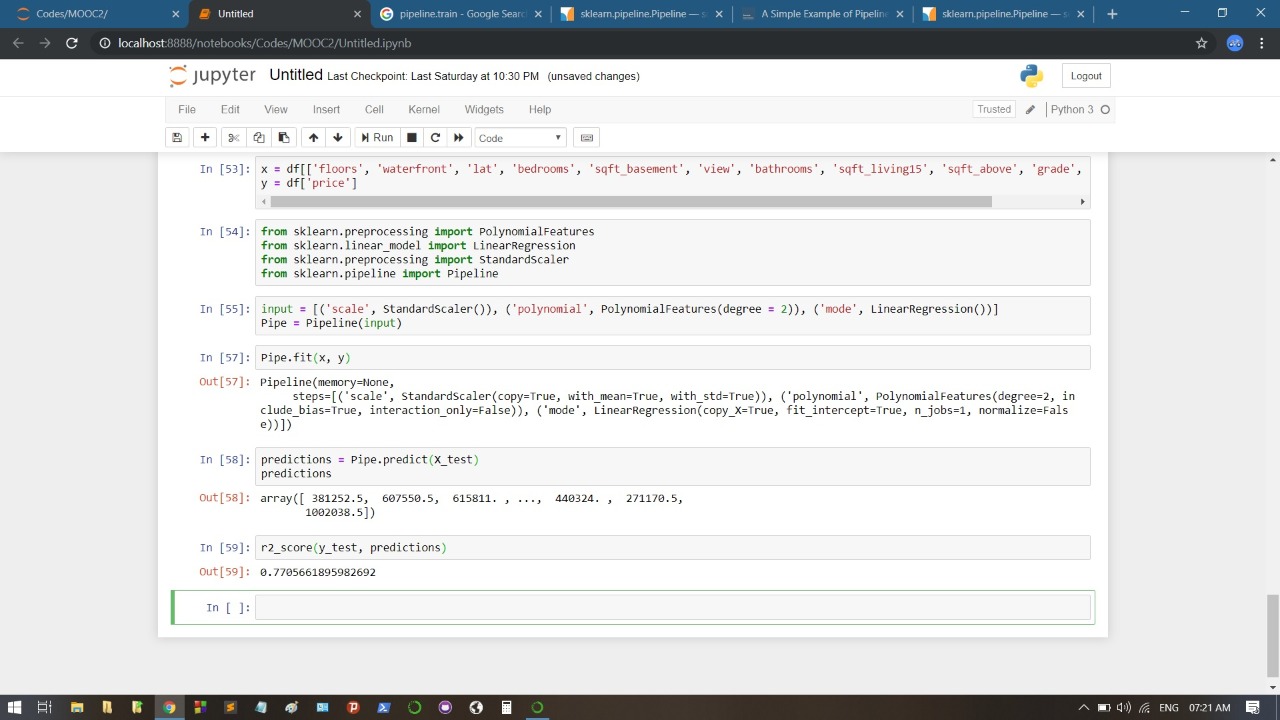 Codes/MOOC2/
Untitled
pipeline.train - Google Searc
sklearn.pipeline.Pipeline — s
A Simple Example of Pipeline
sklearn.pipeline.Pipeline — s
localhost:8888/notebooks/Codes/MOOC2/Untitled.ipynb
jupyter Untitled Last Checkpoint: Last Saturday at 10:30 PM (unsaved changes)
Logout
File Edit View Insert Cell Kernel Widgets Help
Trusted Python 3
Run Code
In [53]: x = df[['floors', 'waterfront', 'lat', 'bedrooms', 'sqft_basement', 'view', 'bathrooms', 'sqft_living15', 'sqft_above', 'grade',
y = df['price']
In [54]: from sklearn.preprocessing import PolynomialFeatures
from sklearn.linear_model import LinearRegression
from sklearn.preprocessing import StandardScaler
from sklearn.pipeline import Pipeline
In [55]: input = [('scale', StandardScaler()), ('polynomial', PolynomialFeatures(degree = 2)), ('mode', LinearRegression())]
Pipe = Pipeline(input)
In [57]: Pipe.fit(x, y)
Out[57]: Pipeline(memory=None,
steps=[('scale', StandardScaler(copy=True, with_mean=True, with_std=True)), ('polynomial', PolynomialFeatures(degree=2, in
clude_bias=True, interaction_only=False)), ('mode', LinearRegression(copy_X=True, fit_intercept=True, n_jobs=1, normalize=Fals
e))])
In [58]: predictions = Pipe.predict(X_test)
predictions
Out[58]: array([ 381252.5, 607550.5, 615811. , ..., 440324. , 271170.5,
1002038.5])
In [59]: r2_score(y_test, predictions)
Out[59]: 0.7705661895982692
In [ ]:
ENG 07:21 AM